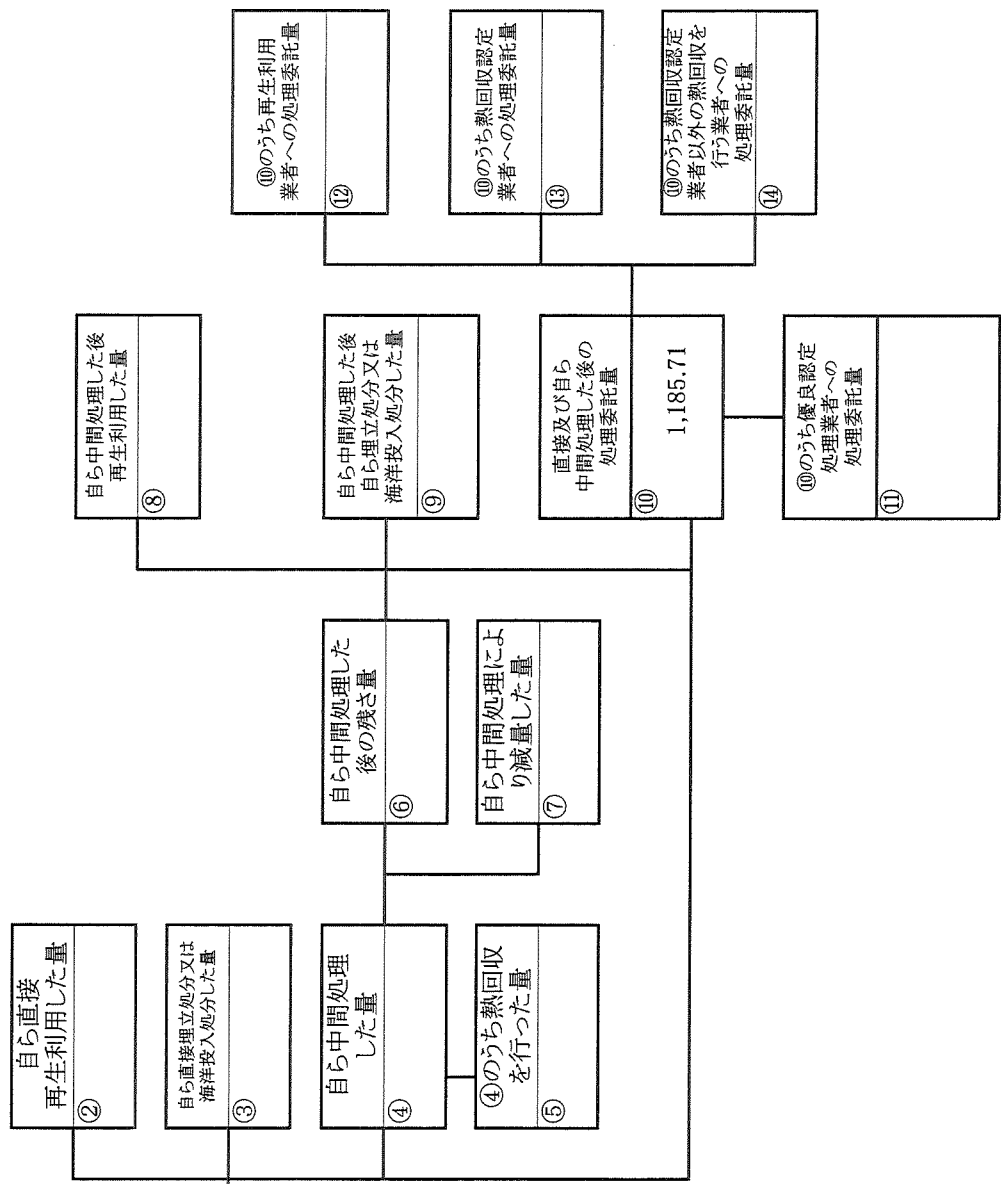 自ら直接
再生利用した量
②
自ら直接埋立処分又は
海洋投入処分した量
③
自ら中間処理
した量
④
④のうち熱回収
を行った量
⑤
自ら中間処理した
後の残さ量
⑥
自ら中間処理によ
り減量した量
⑦
自ら中間処理した後
再生利用した量
⑧
自ら中間処理した後
自ら埋立処分又は
海洋投入処分した量
⑨
直接及び自ら
中間処理した後の
処理委託量
⑩
1,185.71
⑩のうち優良認定
処理業者への
処理委託量
⑪
⑩のうち再生利用
業者への処理委託量
⑫
⑩のうち熱回収認定
業者への処理委託量
⑬
⑩のうち熱回収認定
業者以外の熱回収を
行う業者への
処理委託量
⑭